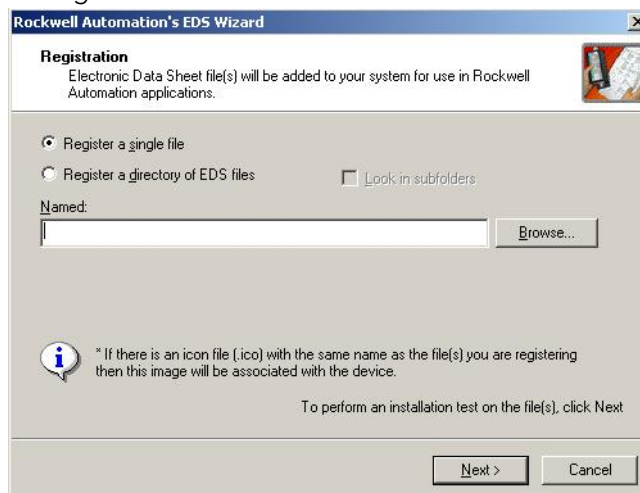 Rockwell Automation's EDS Wizard
Registration
Electronic Data Sheet file(s) will be added to your system for use in Rockwell
Automation applications.
Register a single file
Register a directory of EDS files
Look in subfolders
Named:
Browse...
* If there is an icon file (.ico) with the same name as the file(s) you are registering
then this image will be associated with the device.
To perform an installation test on the file(s), click Next
Next >
Cancel